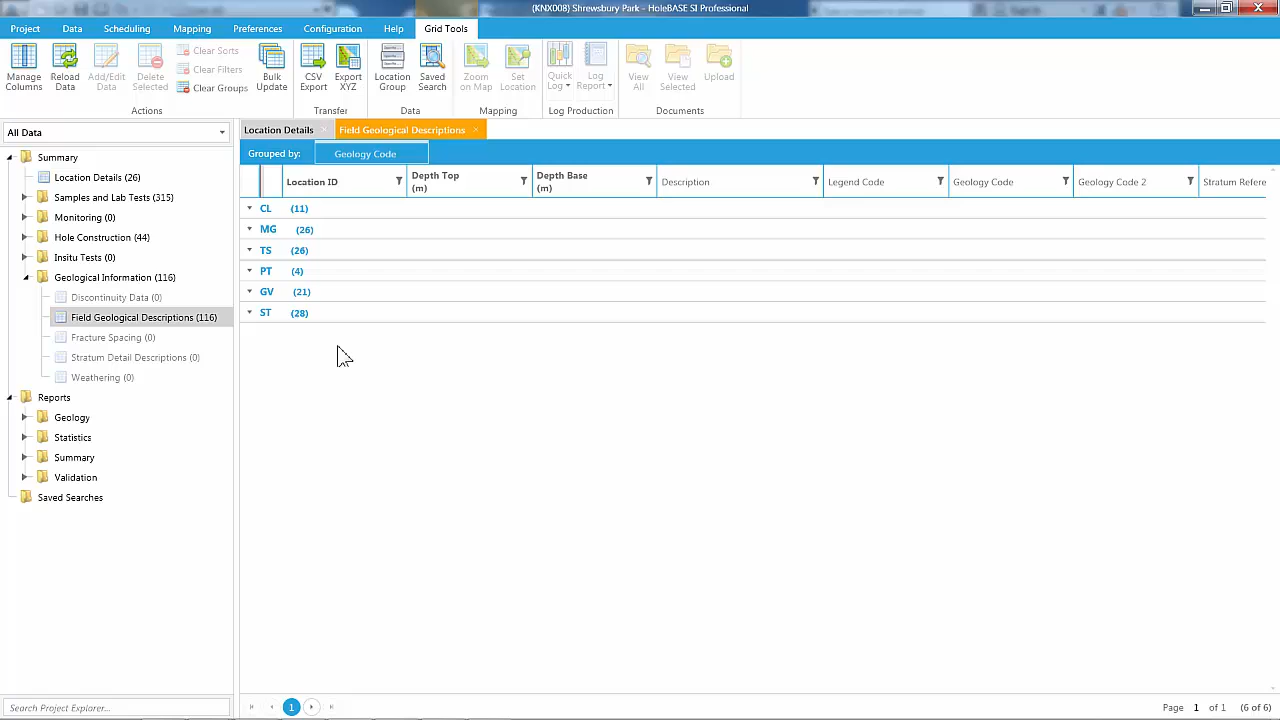 (KNX008) Shrewsbury Park - HoleBASE SI Professional
Project Data Scheduling Mapping Preferences Configuration Help Grid Tools
Manage Columns
Reload Data
Add/Edit Data
Delete Selected
Clear Sorts
Clear Filters
Clear Groups
Bulk Update
CSV Export
Export XYZ
Location Group
Saved Search
Zoom on Map
Set Location
Quick Log
Log Report
View All
View Selected
Upload
Actions Transfer Data Mapping Log Production Documents
All Data
Summary
Location Details (26)
Samples and Lab Tests (315)
Monitoring (0)
Hole Construction (44)
Insitu Tests (0)
Geological Information (116)
Discontinuity Data (0)
Field Geological Descriptions (116)
Fracture Spacing (0)
Stratum Detail Descriptions (0)
Weathering (0)
Reports
Geology
Statistics
Summary
Validation
Saved Searches
Search Project Explorer...
Location Details Field Geological Descriptions
Grouped by: Geology Code
Location ID
Depth Top (m)
Depth Base (m)
Description
Legend Code
Geology Code
Geology Code 2
Stratum Refere
CL (11)
MG (26)
TS (26)
PT (4)
GV (21)
ST (28)
1
Page 1 of 1 (6 of 6)